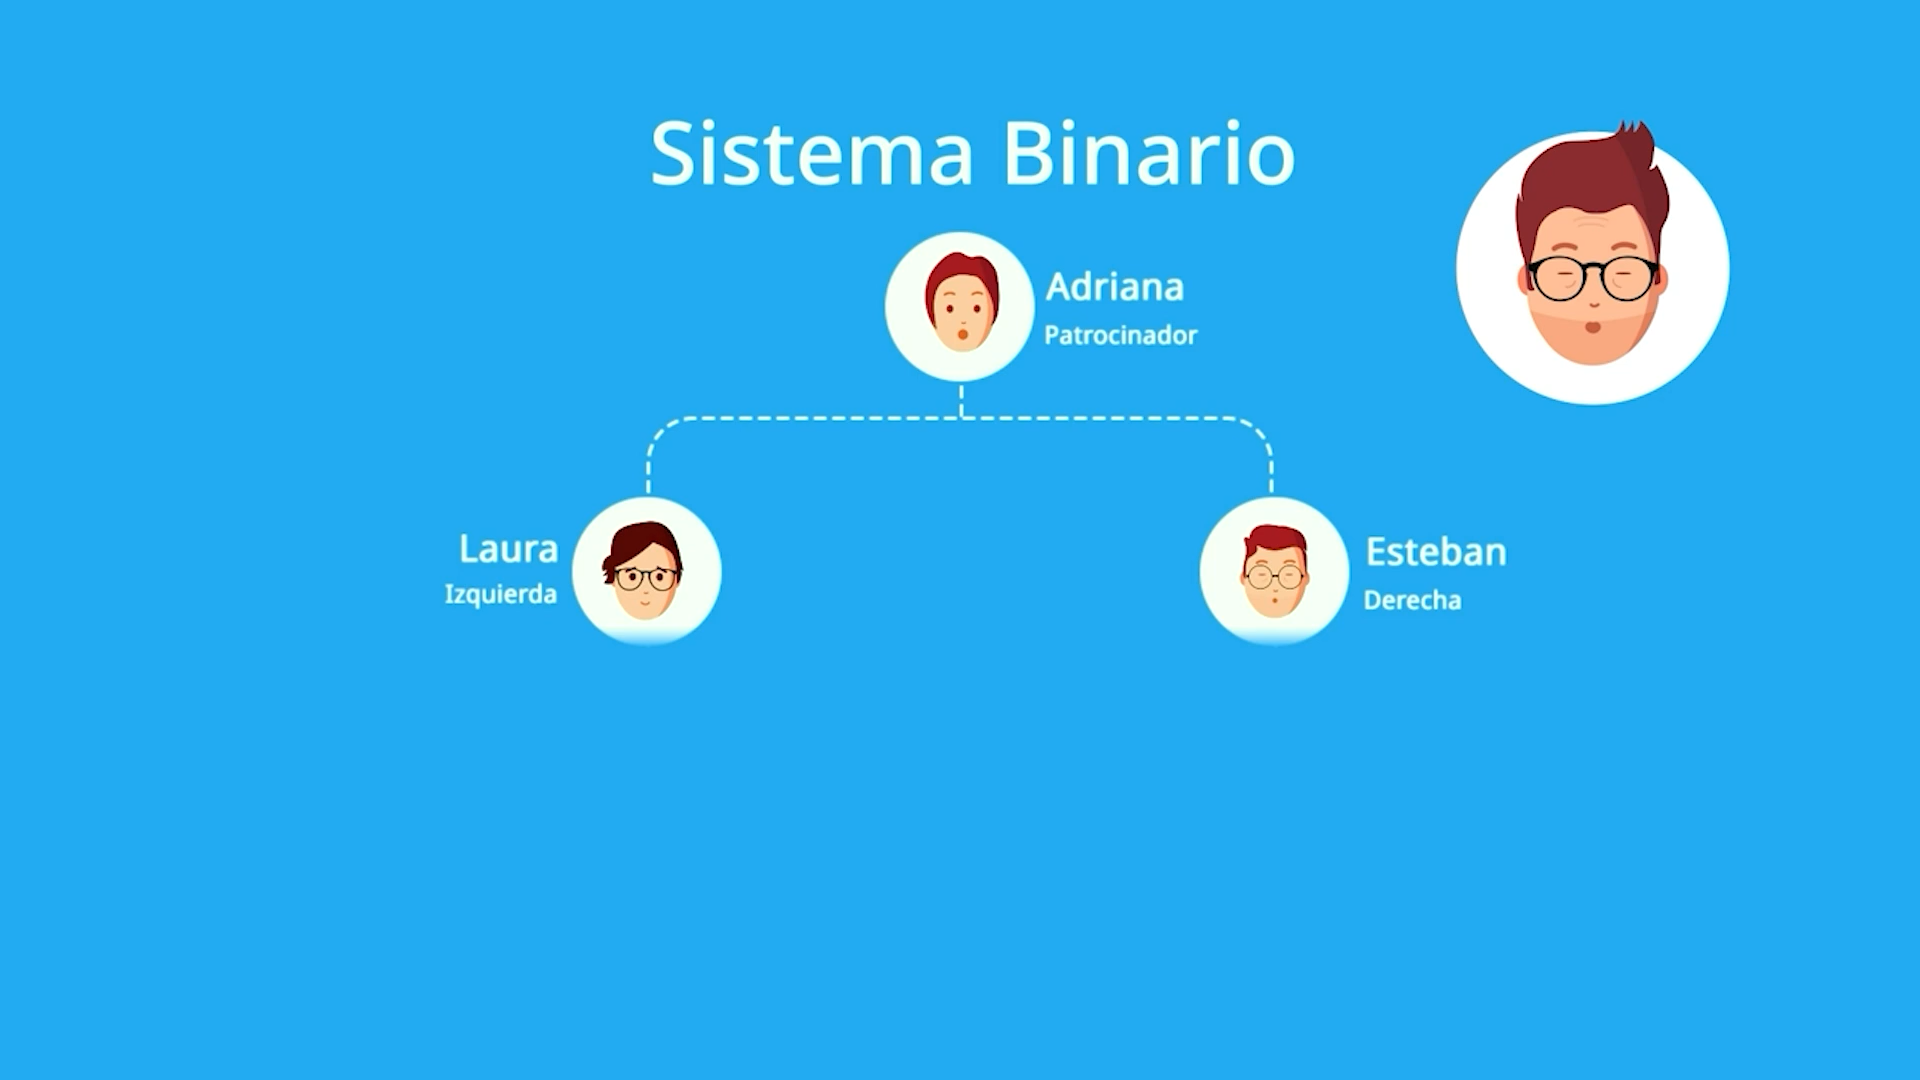 Sistema Binario
Adriana
Patrocinador
Laura
Izquierda
Esteban
Derecha